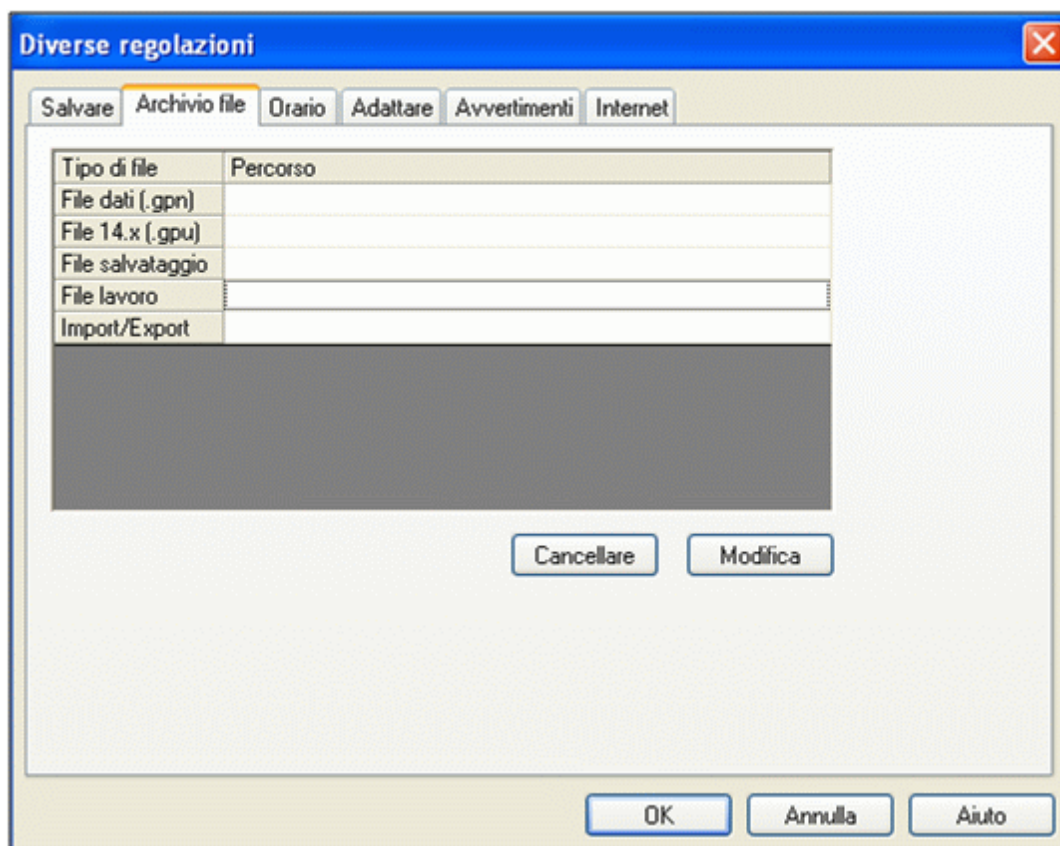 Diverse regolazioni
Salvare Archivio file Orario Adattare Avvertimenti Internet
Tipo di file Percorso
File dati (.gpn)
File 14.x (.gpu)
File salvataggio
File lavoro
Import/Export
Cancellare Modifica
OK Annulla Aiuto